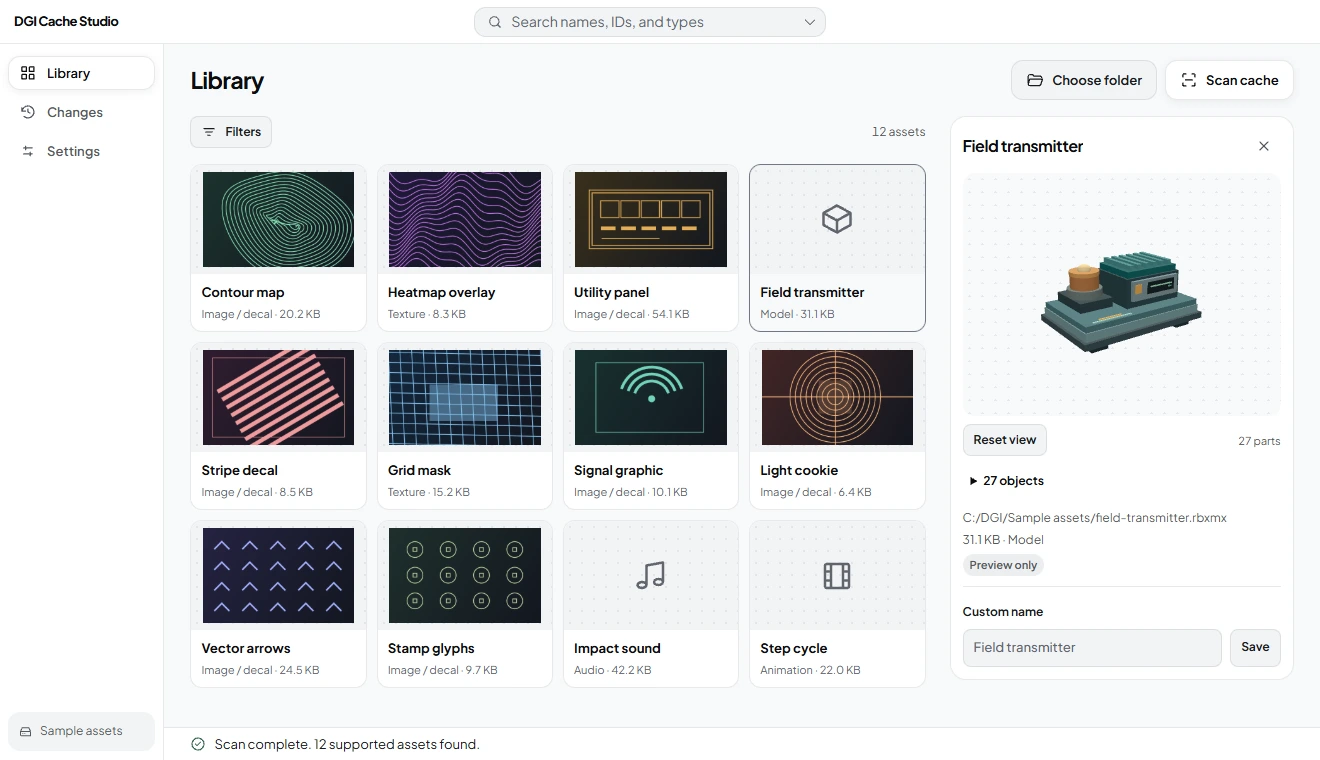 DGI Cache Studio
Search names, IDs, and types
Library
Changes
Settings
Sample assets
Library
Choose folder
Scan cache
Filters
12 assets
Contour map
Image / decal · 20.2 KB
Heatmap overlay
Texture · 8.3 KB
Utility panel
Image / decal · 54.1 KB
Field transmitter
Model · 31.1 KB
Stripe decal
Image / decal · 8.5 KB
Grid mask
Texture · 15.2 KB
Signal graphic
Image / decal · 10.1 KB
Light cookie
Image / decal · 6.4 KB
Vector arrows
Image / decal · 24.5 KB
Stamp glyphs
Image / decal · 9.7 KB
Impact sound
Audio · 42.2 KB
Step cycle
Animation · 22.0 KB
Field transmitter
Reset view
27 parts
27 objects
C:/DGI/Sample assets/field-transmitter.rbxmx
31.1 KB · Model
Preview only
Custom name
Field transmitter
Save
Scan complete. 12 supported assets found.